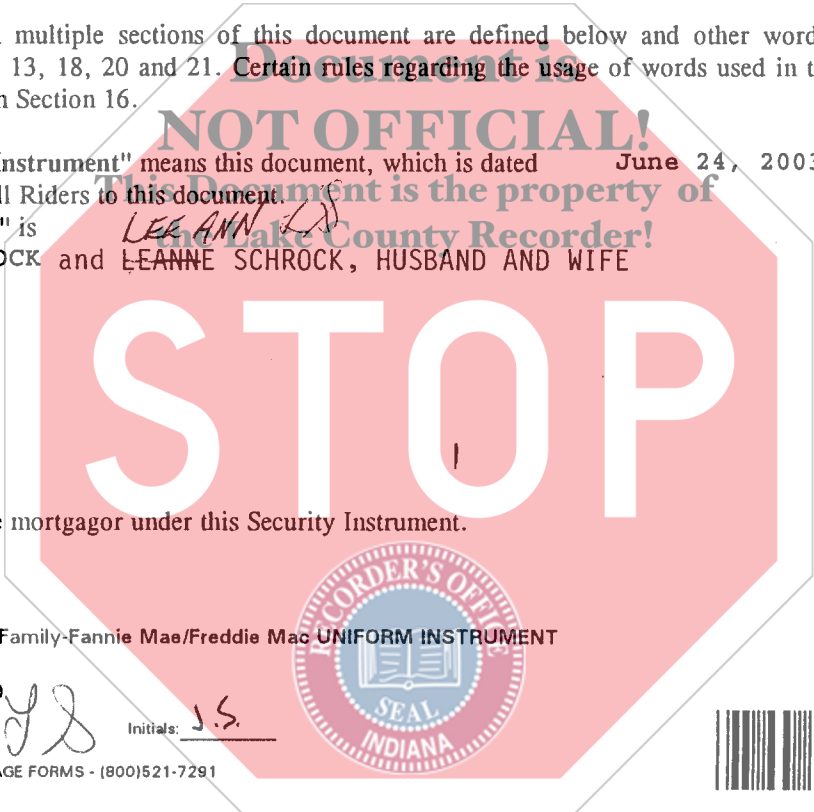 multiple sections of this document are defined below and other word
13, 18, 20 and 21. Certain rules regarding the usage of words used in t
n Section 16.
Document is
NOT OFFICIAL!
This Document is the property of
the Lake County Recorder!
nstrument" means this document, which is dated June 24, 2003
ll Riders to this document.
" is
LEE ANN LS
OCK and LEANNE SCHROCK, HUSBAND AND WIFE
STOP
e mortgagor under this Security Instrument.
Family-Fannie Mae/Freddie Mac UNIFORM INSTRUMENT
RECORDER'S OFFICE
SEAL
INDIANA
LS
Initials: J.S.
AGE FORMS - (800)521-7291